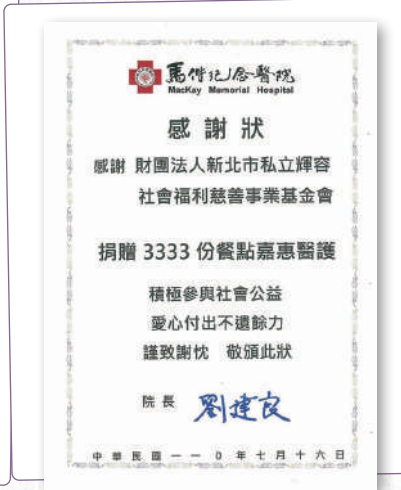 馬偕紀念醫院
MacKay Memorial Hospital
感謝狀
感謝 財團法人新北市私立輝容
社會福利慈善事業基金會
捐贈 3333 份餐點嘉惠醫護
積極參與社會公益
愛心付出不遺餘力
謹致謝忱 敬頒此狀
院長 劉建良
中華民國一一0年七月十六日